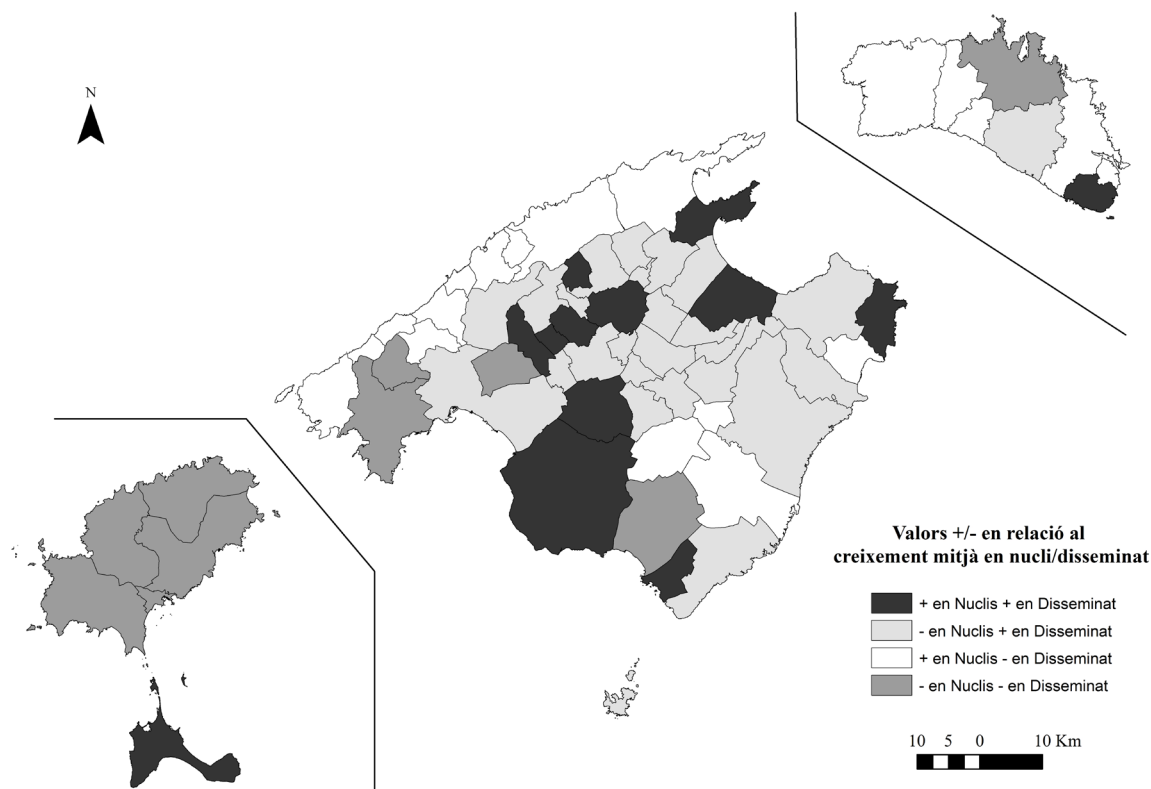 N
Valors +/- en relació al
creixement mitjà en nucli/disseminat
+ en Nuclis + en Disseminat
- en Nuclis + en Disseminat
+ en Nuclis - en Disseminat
- en Nuclis - en Disseminat
10 5 0 10 Km